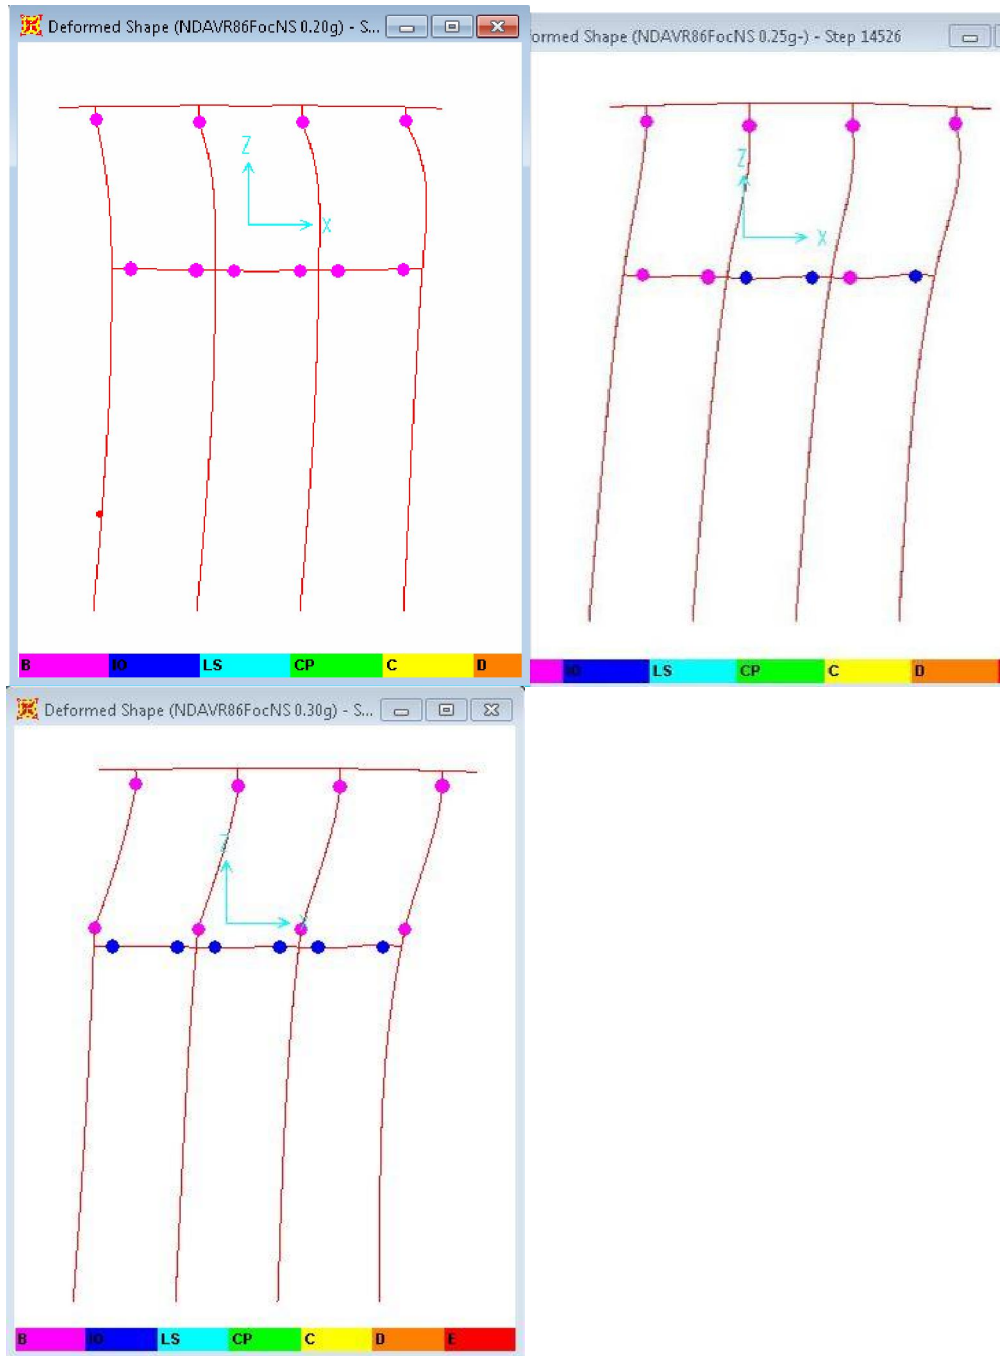 Deformed Shape (NDAVR86FocNS 0.20g) - S...
Z
X
B IO LS CP C D
ormed Shape (NDAVR86FocNS 0.25g-) - Step 14526
Z
X
IO LS CP C D
Deformed Shape (NDAVR86FocNS 0.30g) - S...
Z
X
B IO LS CP C D E